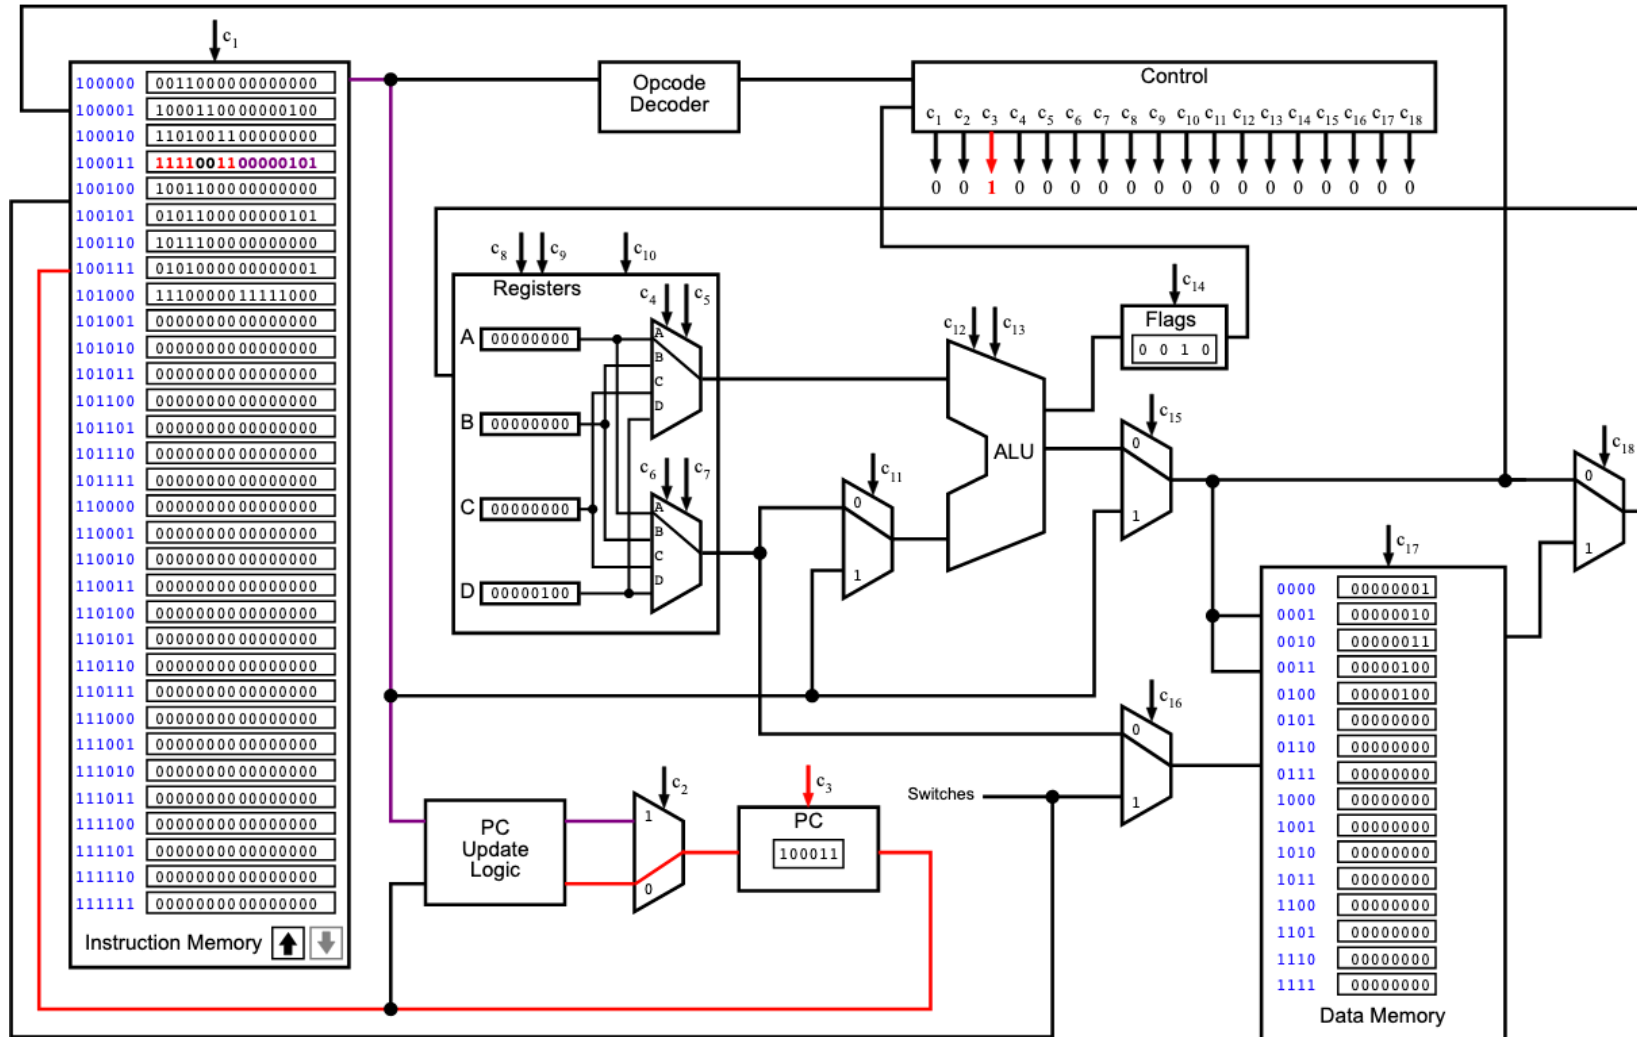 c1
100000 0011000000000000
100001 1000110000000100
100010 1101001100000000
100011 1111001100000101
100100 1001100000000000
100101 0101100000000101
100110 1011100000000000
100111 0101000000000001
101000 1110000011111000
101001 0000000000000000
101010 0000000000000000
101011 0000000000000000
101100 0000000000000000
101101 0000000000000000
101110 0000000000000000
101111 0000000000000000
110000 0000000000000000
110001 0000000000000000
110010 0000000000000000
110011 0000000000000000
110100 0000000000000000
110101 0000000000000000
110110 0000000000000000
110111 0000000000000000
111000 0000000000000000
111001 0000000000000000
111010 0000000000000000
111011 0000000000000000
111100 0000000000000000
111101 0000000000000000
111110 0000000000000000
111111 0000000000000000
Instruction Memory
Opcode
Decoder
Control
c1 c2 c3 c4 c5 c6 c7 c8 c9 c10 c11 c12 c13 c14 c15 c16 c17 c18
0 0 1 0 0 0 0 0 0 0 0 0 0 0 0 0 0 0
c8 c9 c10
Registers
c4 c5
A 00000000
B 00000000
C 00000000
D 00000100
A
B
C
D
c6 c7
A
B
C
D
c11
0
1
c12 c13
ALU
c14
Flags
0 0 1 0
c15
0
1
c18
0
1
c16
0
1
Switches
c17
0000 00000001
0001 00000010
0010 00000011
0011 00000100
0100 00000100
0101 00000000
0110 00000000
0111 00000000
1000 00000000
1001 00000000
1010 00000000
1011 00000000
1100 00000000
1101 00000000
1110 00000000
1111 00000000
Data Memory
PC
Update
Logic
c2
1
0
c3
PC
100011